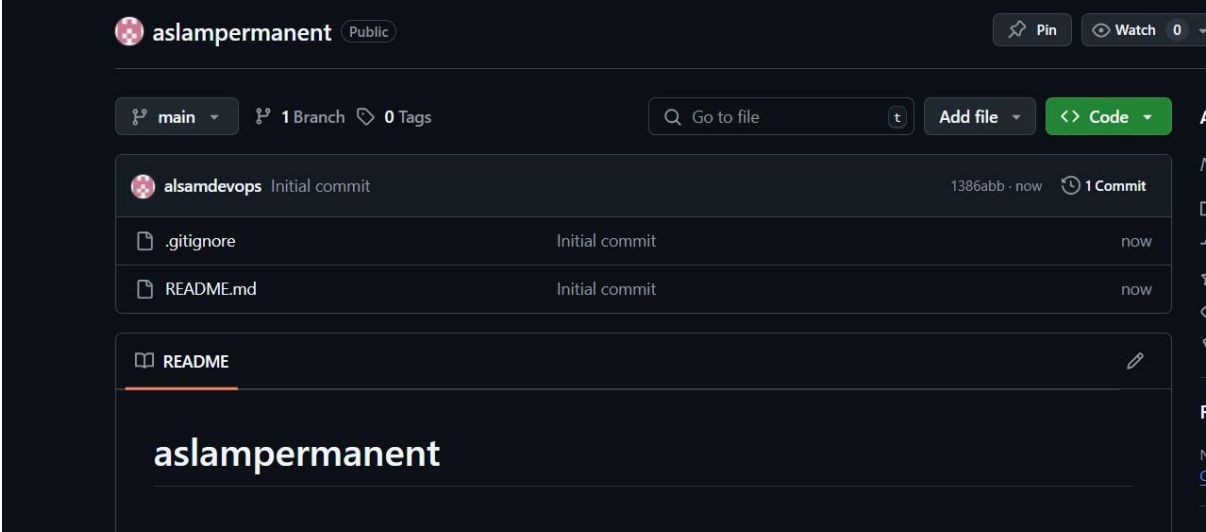 aslampermanent Public Pin Watch 0
main 1 Branch 0 Tags Go to file t Add file Code
alsamdevops Initial commit 1386abb · now 1 Commit
.gitignore Initial commit now
README.md Initial commit now
README
aslampermanent